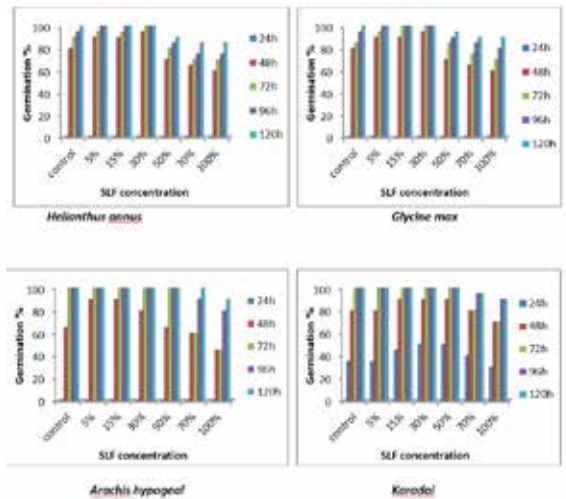 100
80
60
40
20
0
Germination %
control 5% 15% 30% 50% 70% 100%
SLF concentration
24h
48h
72h
96h
120h
Helianthus annus
100
80
60
40
20
0
Germination %
control 5% 15% 30% 50% 70% 100%
SLF concentration
24h
48h
72h
96h
120h
Glycine max
100
80
60
40
20
0
Germination %
control 5% 15% 30% 50% 70% 100%
SLF concentration
24h
48h
72h
96h
120h
Arachis hypogeal
100
80
60
40
20
0
Germination %
control 5% 15% 30% 50% 70% 100%
SLF concentration
24h
48h
72h
96h
120h
Karadai